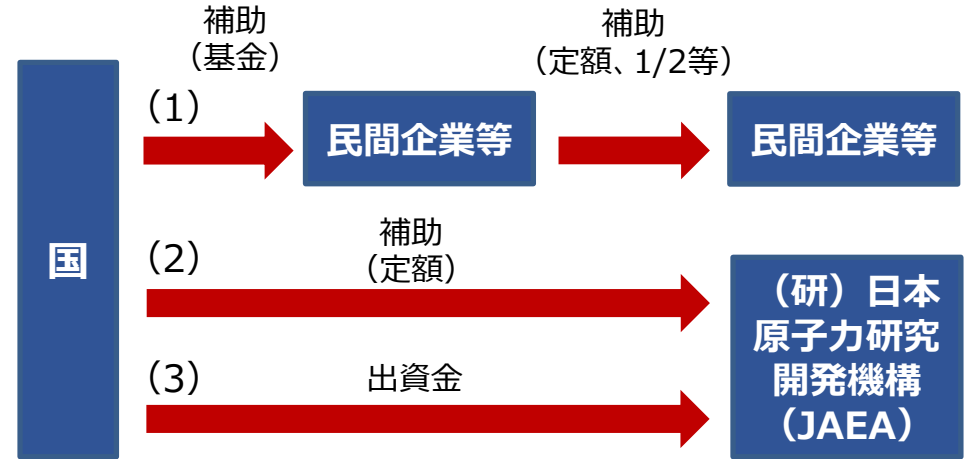 補助
（基金）
補助
（定額、1/2等）
（1）
民間企業等
民間企業等
国
（2）
補助
（定額）
（研）日本
原子力研究
開発機構
（JAEA）
（3）
出資金